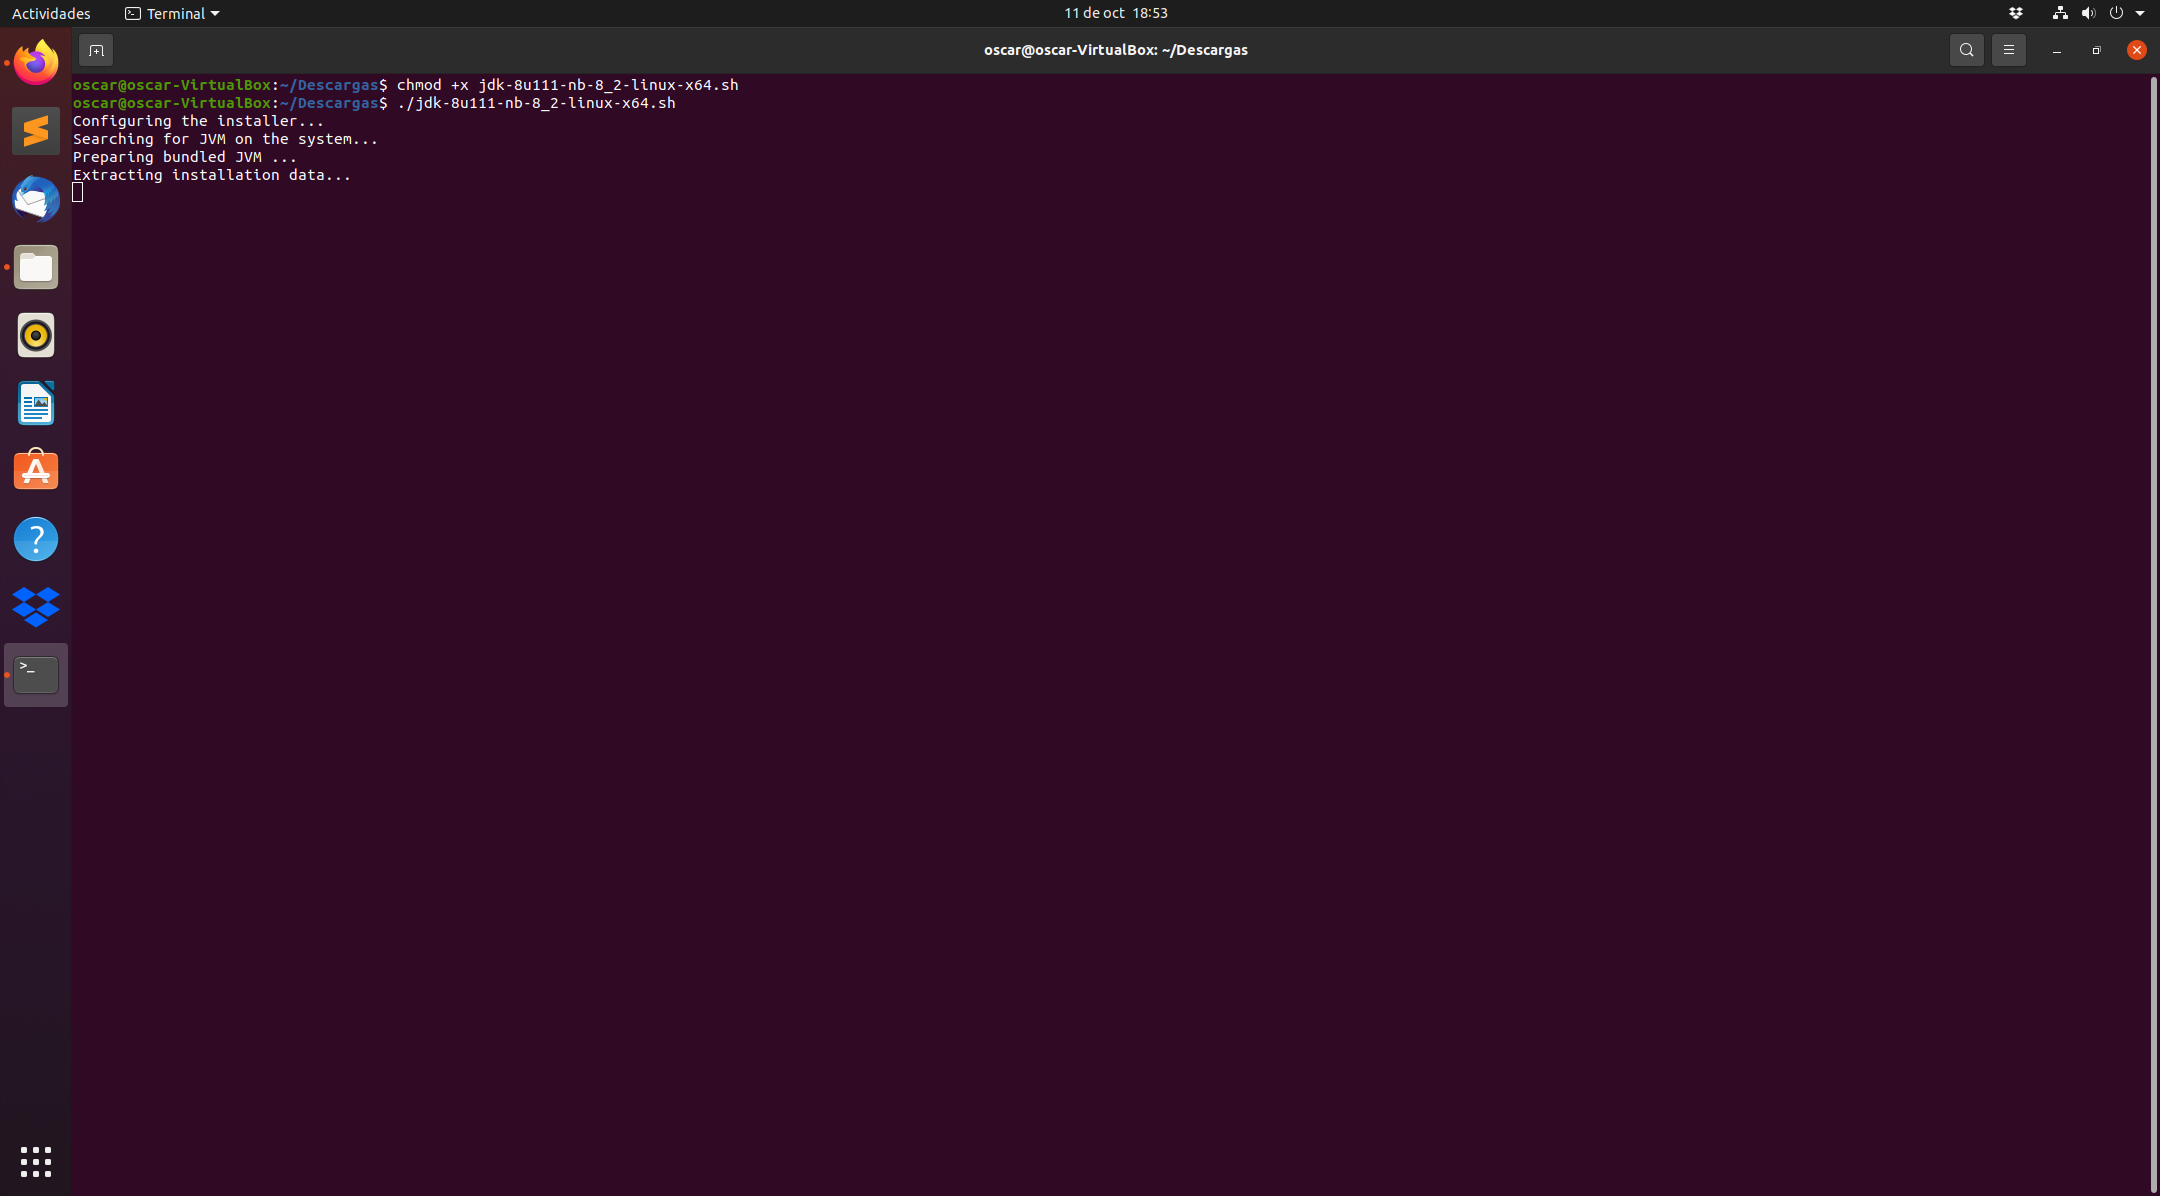 Actividades
Terminal
11 de oct 18:53
oscar@oscar-VirtualBox: ~/Descargas
oscar@oscar-VirtualBox:~/Descargas$ chmod +x jdk-8u111-nb-8_2-linux-x64.sh
oscar@oscar-VirtualBox:~/Descargas$ ./jdk-8u111-nb-8_2-linux-x64.sh
Configuring the installer...
Searching for JVM on the system...
Preparing bundled JVM ...
Extracting installation data...